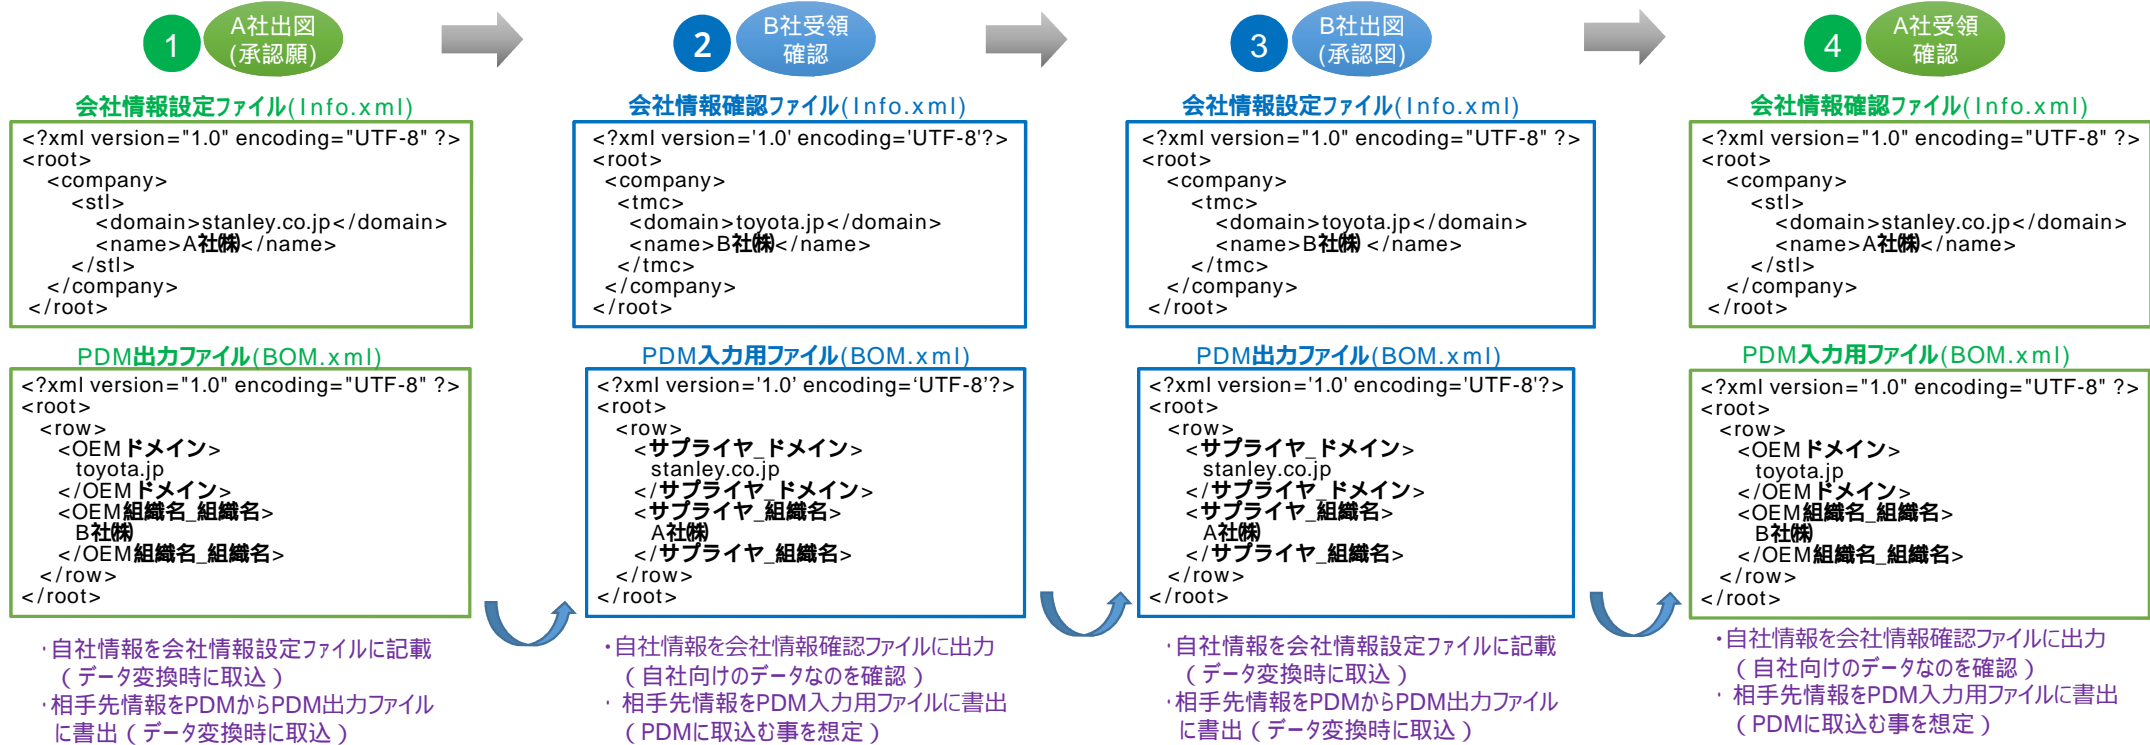 1
A社出図
(承認願)
2
B社受領
確認
3
B社出図
(承認図)
4
A社受領
確認
会社情報設定ファイル(Info.xml)
<?xml version="1.0" encoding="UTF-8" ?>
<root>
<company>
<stl>
<domain>stanley.co.jp</domain>
<name>A社㈱</name>
</stl>
</company>
</root>
PDM出力ファイル(BOM.xml)
<?xml version="1.0" encoding="UTF-8" ?>
<root>
<row>
<OEMドメイン>
toyota.jp
</OEMドメイン>
<OEM組織名_組織名>
B社㈱
</OEM組織名_組織名>
</row>
</root>
・自社情報を会社情報設定ファイルに記載
（データ変換時に取込）
・相手先情報をPDMからPDM出力ファイル
に書出（データ変換時に取込）
会社情報確認ファイル(Info.xml)
<?xml version='1.0' encoding='UTF-8'?>
<root>
<company>
<tmc>
<domain>toyota.jp</domain>
<name>B社㈱</name>
</tmc>
</company>
</root>
PDM入力用ファイル(BOM.xml)
<?xml version='1.0’ encoding=‘UTF-8’?>
<root>
<row>
<サプライヤ_ドメイン>
stanley.co.jp
</サプライヤ_ドメイン>
<サプライヤ_組織名>
A社㈱
</サプライヤ_組織名>
</row>
</root>
・自社情報を会社情報確認ファイルに出力
（自社向けのデータなのを確認）
・ 相手先情報をPDM入力用ファイルに書出
（PDMに取込む事を想定）
会社情報設定ファイル(Info.xml)
<?xml version="1.0" encoding="UTF-8" ?>
<root>
<company>
<tmc>
<domain>toyota.jp</domain>
<name>B社㈱ </name>
</tmc>
</company>
</root>
PDM出力ファイル(BOM.xml)
<?xml version='1.0' encoding='UTF-8'?>
<root>
<row>
<サプライヤ_ドメイン>
stanley.co.jp
</サプライヤ_ドメイン>
<サプライヤ_組織名>
A社㈱
</サプライヤ_組織名>
</row>
</root>
・自社情報を会社情報設定ファイルに記載
（データ変換時に取込）
・相手先情報をPDMからPDM出力ファイル
に書出（データ変換時に取込）
会社情報確認ファイル(Info.xml)
<?xml version="1.0" encoding="UTF-8" ?>
<root>
<company>
<stl>
<domain>stanley.co.jp</domain>
<name>A社㈱</name>
</stl>
</company>
</root>
PDM入力用ファイル(BOM.xml)
<?xml version="1.0" encoding="UTF-8" ?>
<root>
<row>
<OEMドメイン>
toyota.jp
</OEMドメイン>
<OEM組織名_組織名>
B社㈱
</OEM組織名_組織名>
</row>
</root>
・自社情報を会社情報確認ファイルに出力
（自社向けのデータなのを確認）
・ 相手先情報をPDM入力用ファイルに書出
（PDMに取込む事を想定）